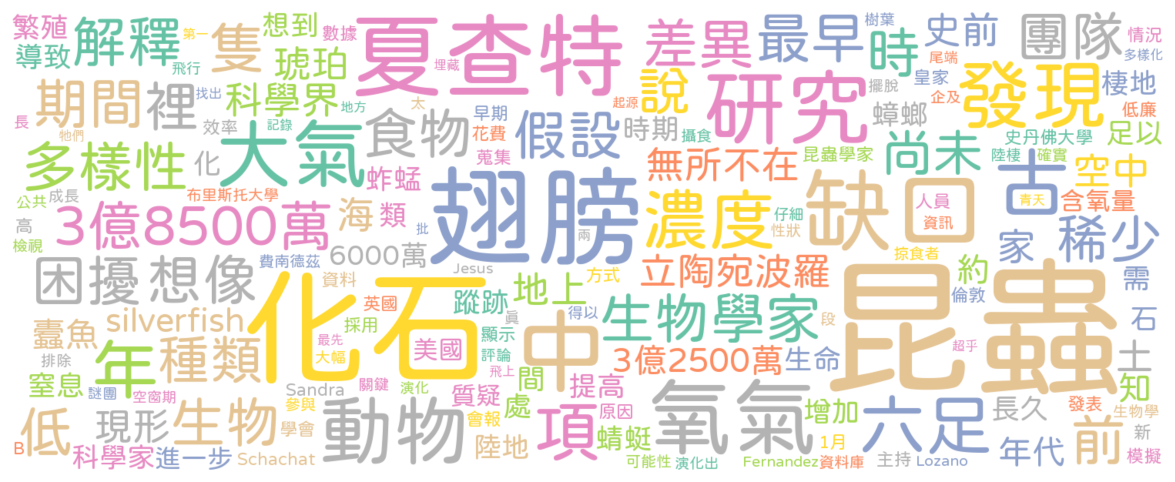 繁殖
解釋
第一
隻
想到
數據
夏查特
差異
最早
樹葉
史前
團隊
情況
多樣化
導致
飛行
琥珀
埋藏
時
尾端
皇家
發現
棲地
期間
裡
科學界
找出
地方
太
早期
起源
說
研究
擺脫
企及
低廉
長
牠們
效率
記錄
食物
花費
假設
時期
攝食
蟑螂
尚未
史丹佛大學
足以
多樣性
化
大氣
蚱蜢
蒐集
無所不在
昆蟲學家
陸棲
確實
空中
公共
成長
布里斯托大學
翅膀
缺口
人員
古
青天
含氧量
高
3億8500萬
海
類
批
兩
濃度
仔細
性狀
資訊
家
稀少
檢視
6000萬
困擾
想像
費南德茲
Jesus
方式
立陶宛波羅
掠食者
約
倫敦
需
資料
英國
蹤跡
地上
得以
生物學家
昆蟲
石
蠹魚
silverfish
化石
採用
顯示
真
段
排除
年
種類
最先
大幅
美國
評論
中
3億2500萬
生命
超乎
土
窒息
謎團
空窗期
Sandra
關鍵
演化
飛上
質疑
間
提高
知
低
現形
生物
參與
學會
動物
會報
處
項
原因
氧氣
增加
六足
長久
發表
生物學
前
新
B
科學家
進一步
Schachat
陸地
蜻蜓
可能性
演化出
Fernandez
1月
資料庫
主持
Lozano
年代
模擬